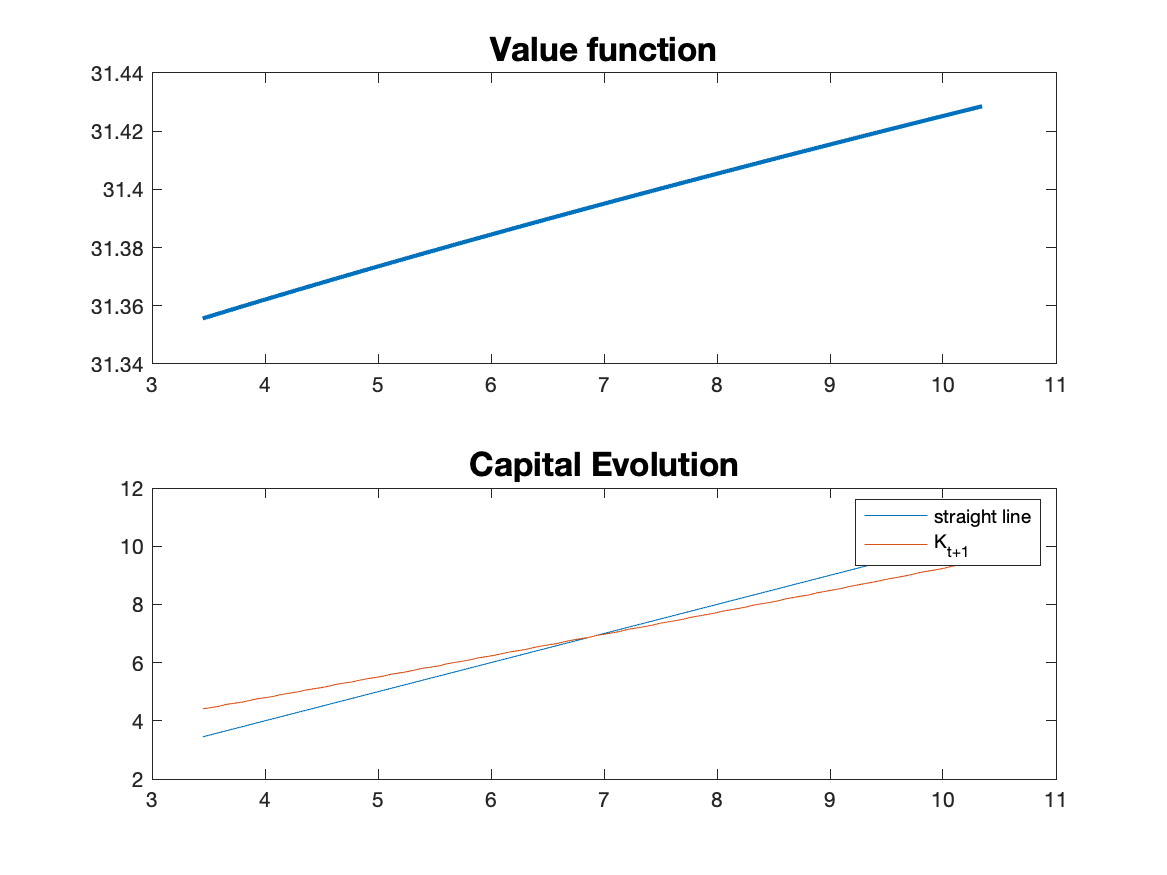 Value function
31.44
31.42
31.4
31.38
31.36
31.34
3 4 5 6 7 8 9 10 11
Capital Evolution
12
10
8
6
4
2
straight line
K_{t+1}
3 4 5 6 7 8 9 10 11